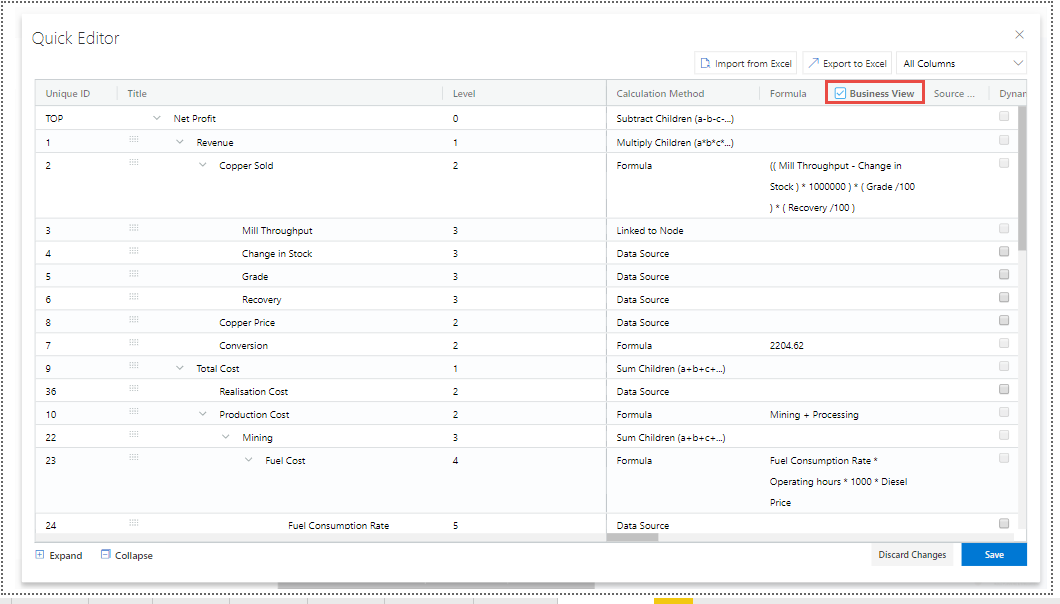 Quick Editor
Import from Excel Export to Excel All Columns
Unique ID Title Level Calculation Method Formula Business View Source ... Dynam
TOP Net Profit 0 Subtract Children (a-b-c-...)
1 Revenue 1 Multiply Children (a*b*c*...)
2 Copper Sold 2 Formula (( Mill Throughput - Change in
Stock ) * 1000000 ) * ( Grade /100
) * ( Recovery /100 )
3 Mill Throughput 3 Linked to Node
4 Change in Stock 3 Data Source
5 Grade 3 Data Source
6 Recovery 3 Data Source
8 Copper Price 2 Data Source
7 Conversion 2 Formula 2204.62
9 Total Cost 1 Sum Children (a+b+c+...)
36 Realisation Cost 2 Data Source
10 Production Cost 2 Formula Mining + Processing
22 Mining 3 Sum Children (a+b+c+...)
23 Fuel Cost 4 Formula Fuel Consumption Rate *
Operating hours * 1000 * Diesel
Price
24 Fuel Consumption Rate 5 Data Source
Expand Collapse Discard Changes Save